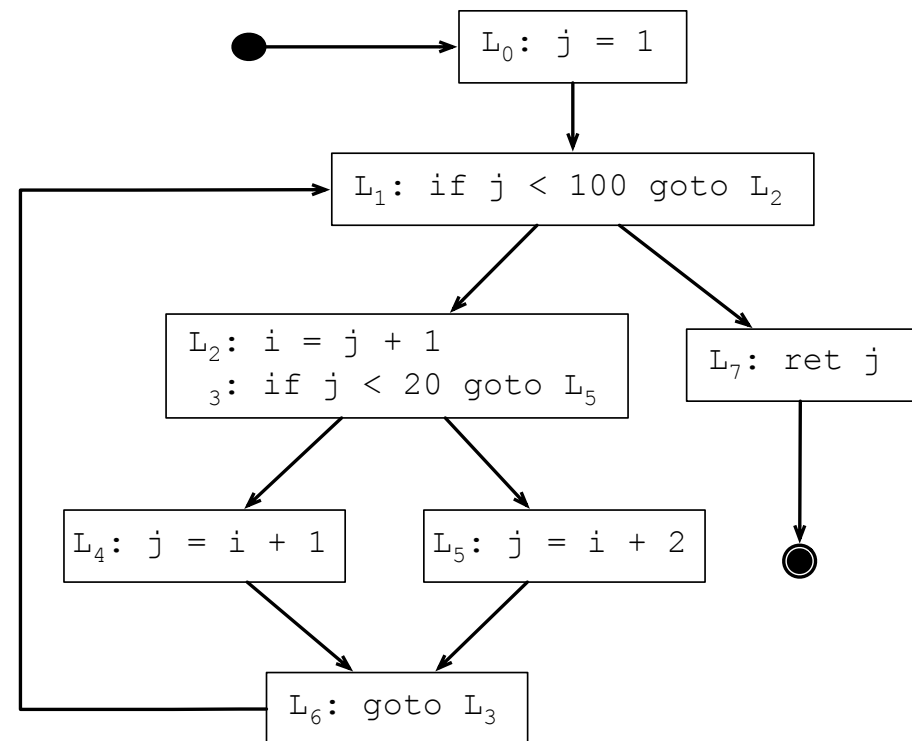 L₀: j = 1
L₁: if j < 100 goto L₂
L₂: i = j + 1
₃: if j < 20 goto L₅
L₇: ret j
L₄: j = i + 1
L₅: j = i + 2
L₆: goto L₃